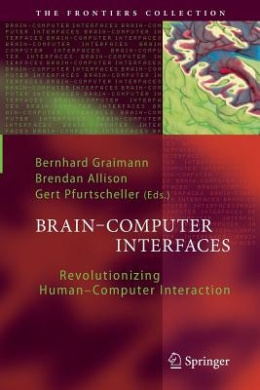 THE FRONTIERS COLLECTION
Bernhard Graimann
Brendan Allison
Gert Pfurtscheller (Eds.)
BRAIN–COMPUTER
INTERFACES
Revolutionizing
Human–Computer Interaction
Springer